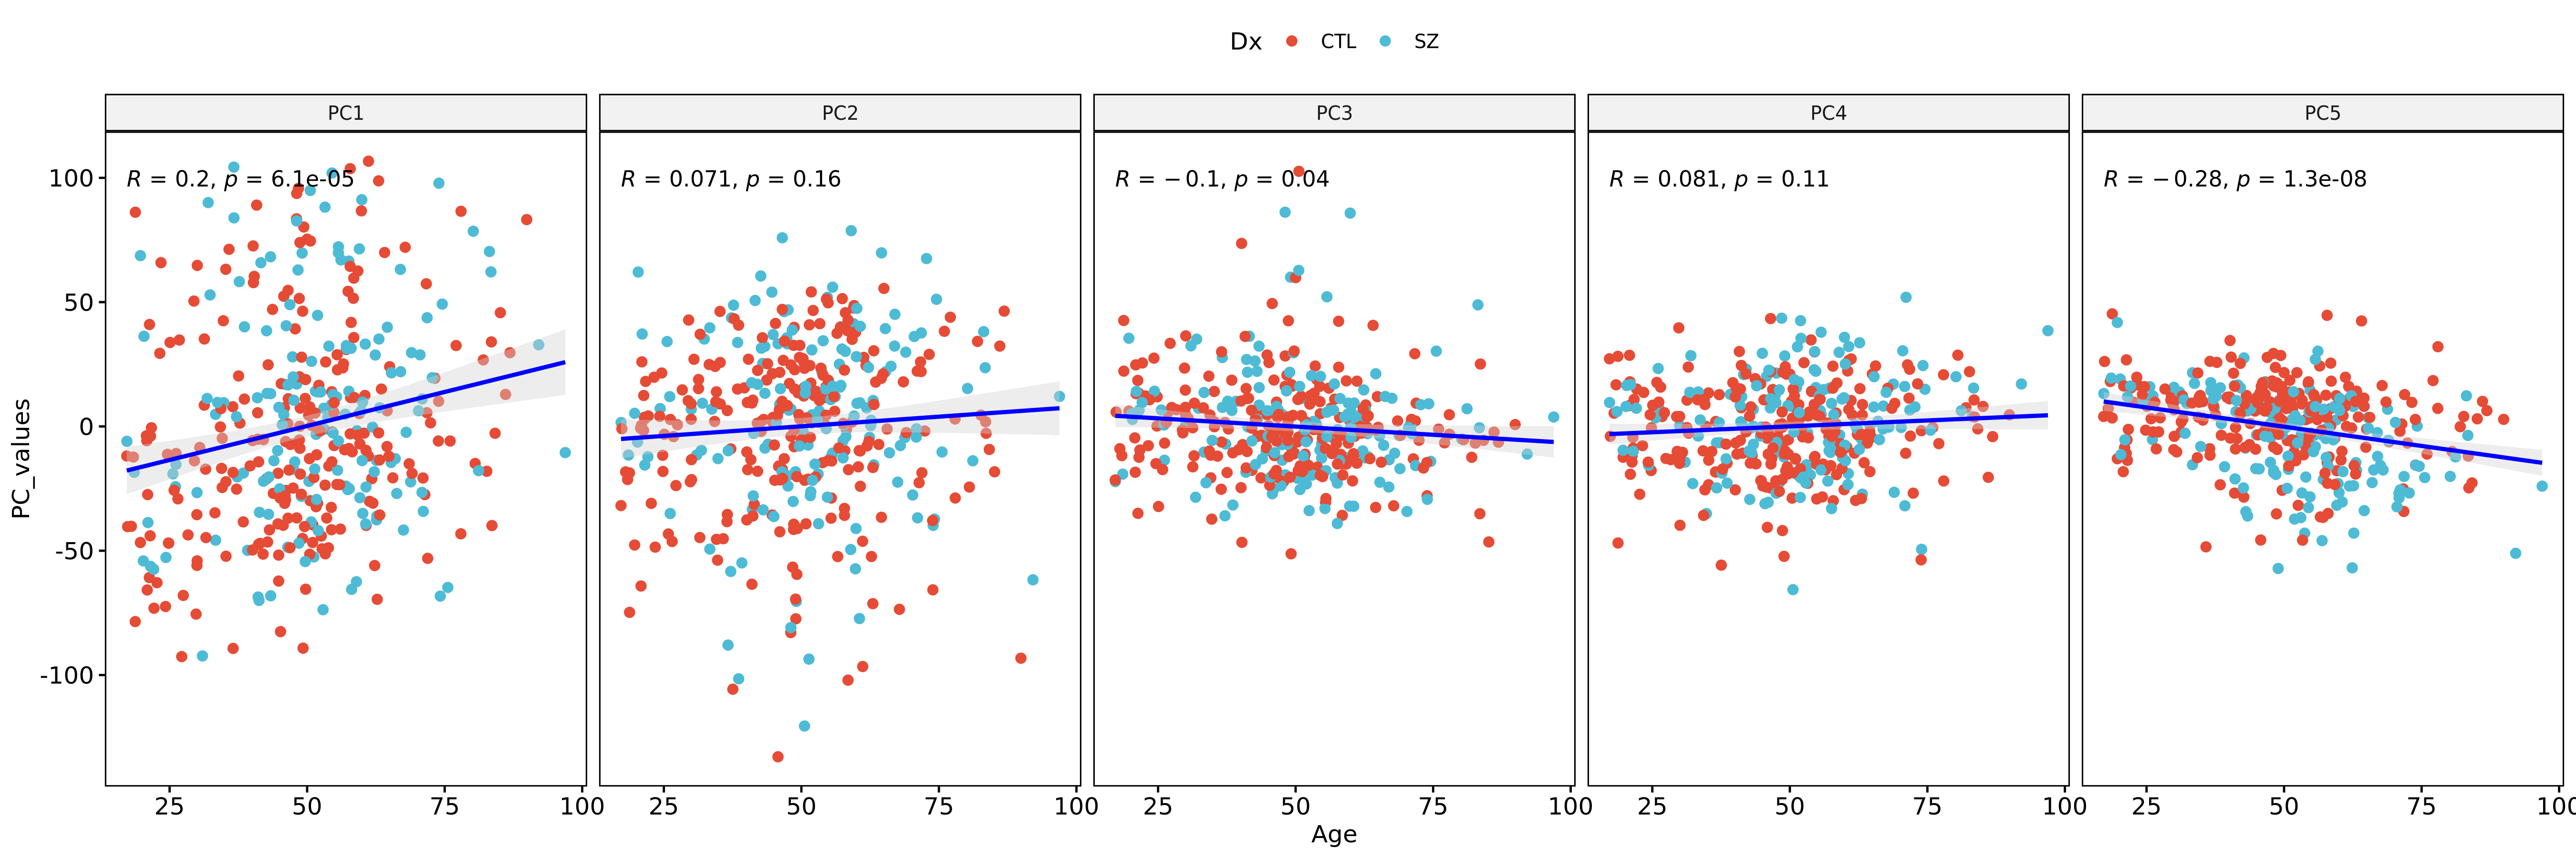 Dx CTL SZ
PC1 PC2 PC3 PC4 PC5
R = 0.2, p = 6.1e-05 R = 0.071, p = 0.16 R = −0.1, p = 0.04 R = 0.081, p = 0.11 R = −0.28, p = 1.3e-08
100
50
0
-50
-100
PC_values
25 50 75 100 25 50 75 100 25 50 75 100 25 50 75 100 25 50 75 100
Age